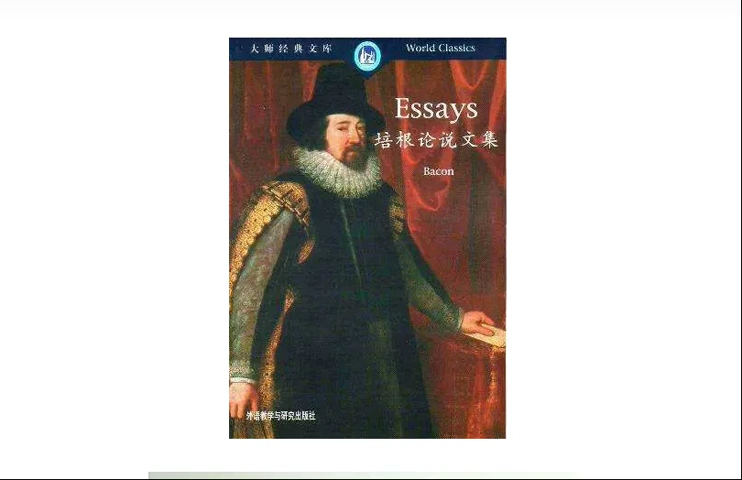 大师经典文库
World Classics
Essays
培根论说文集
Bacon
外语教学与研究出版社